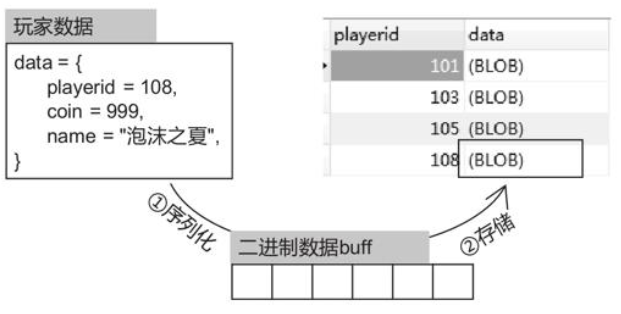 玩家数据
data = {
playerid = 108,
coin = 999,
name = "泡沫之夏",
}
playerid data
101 (BLOB)
103 (BLOB)
105 (BLOB)
108 (BLOB)
①序列化
二进制数据buff
②存储